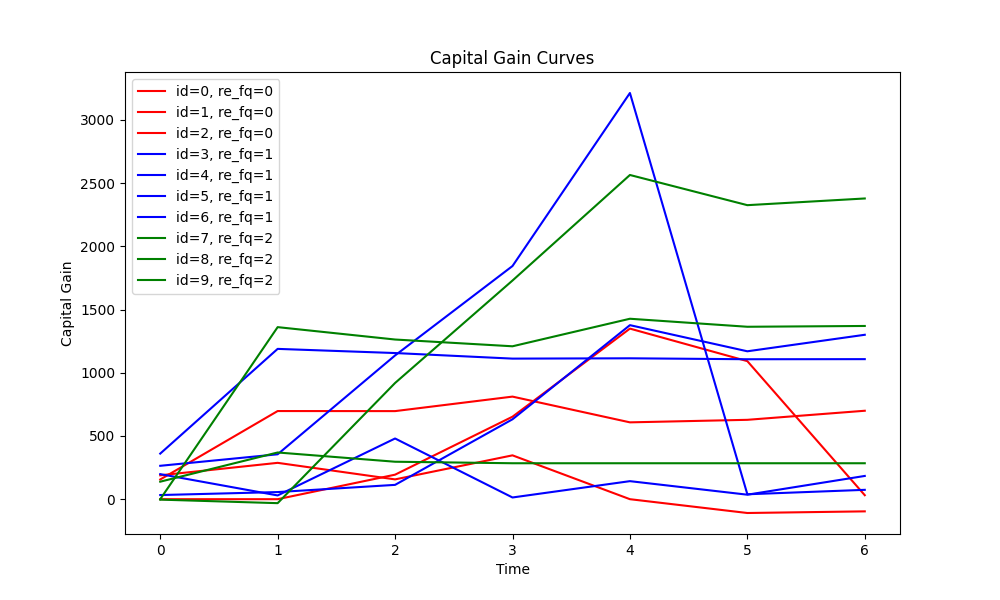 Capital Gain Curves
id=0, re_fq=0
id=1, re_fq=0
id=2, re_fq=0
id=3, re_fq=1
id=4, re_fq=1
id=5, re_fq=1
id=6, re_fq=1
id=7, re_fq=2
id=8, re_fq=2
id=9, re_fq=2
Capital Gain
3000
2500
2000
1500
1000
500
0
0 1 2 3 4 5 6
Time